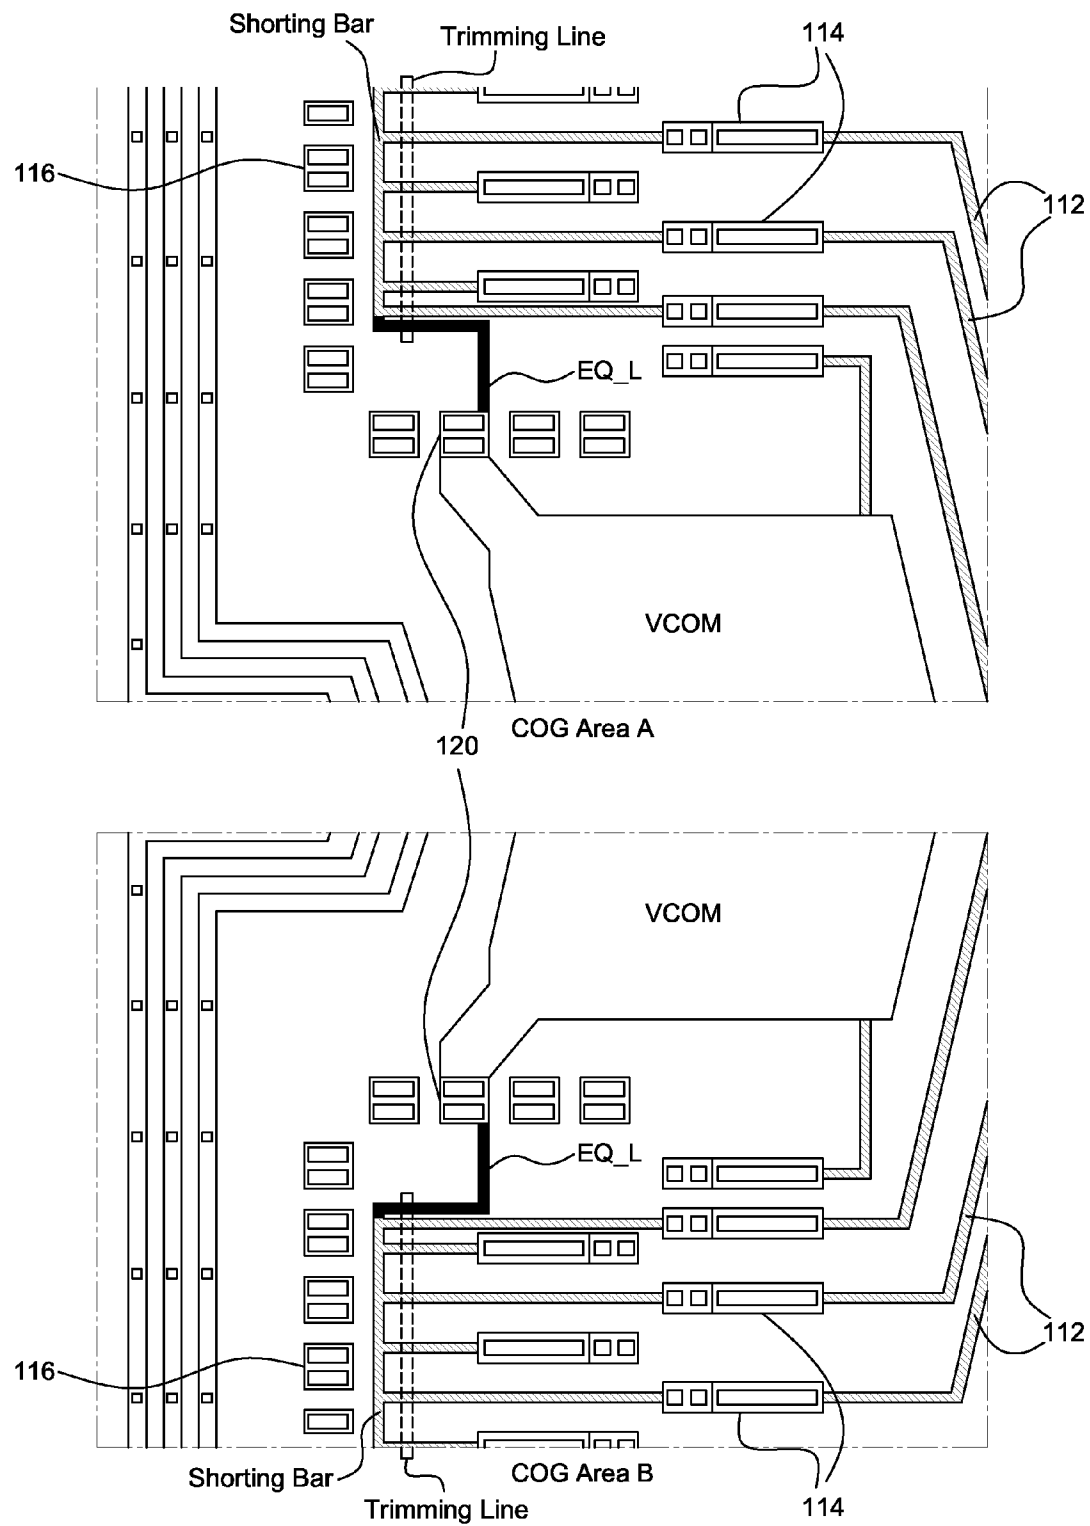 Shorting Bar
Trimming Line
114
116
112
EQ_L
VCOM
COG Area A
120
VCOM
EQ_L
112
116
Shorting Bar
COG Area B
Trimming Line
114